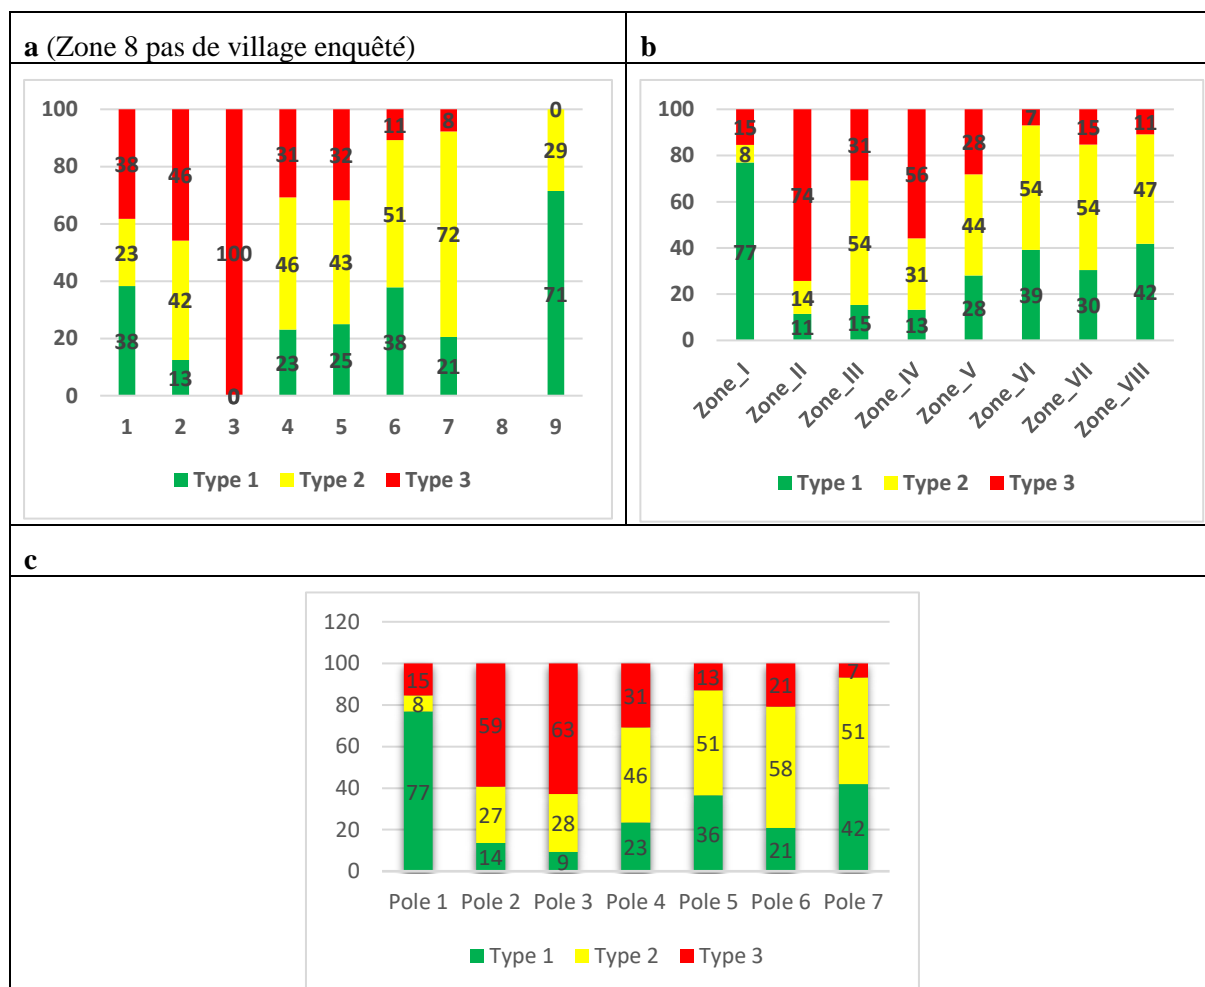 a (Zone 8 pas de village enquêté)
b
100
80
60
40
20
0
38 46 100 31 32 11 8 0
23 42 46 43 51 72 29
38 13 0 23 25 38 21 71
1 2 3 4 5 6 7 8 9
Type 1 Type 2 Type 3
100
80
60
40
20
0
15 74 31 56 28 7 15 11
8 14 54 31 44 54 54 47
77 11 15 13 28 39 30 42
Zone_I Zone_II Zone_III Zone_IV Zone_V Zone_VI Zone_VII Zone_VIII
Type 1 Type 2 Type 3
c
120
100
80
60
40
20
0
15 59 63 31 13 21 7
8 27 28 46 51 58 51
77 14 9 23 36 21 42
Pole 1 Pole 2 Pole 3 Pole 4 Pole 5 Pole 6 Pole 7
Type 1 Type 2 Type 3